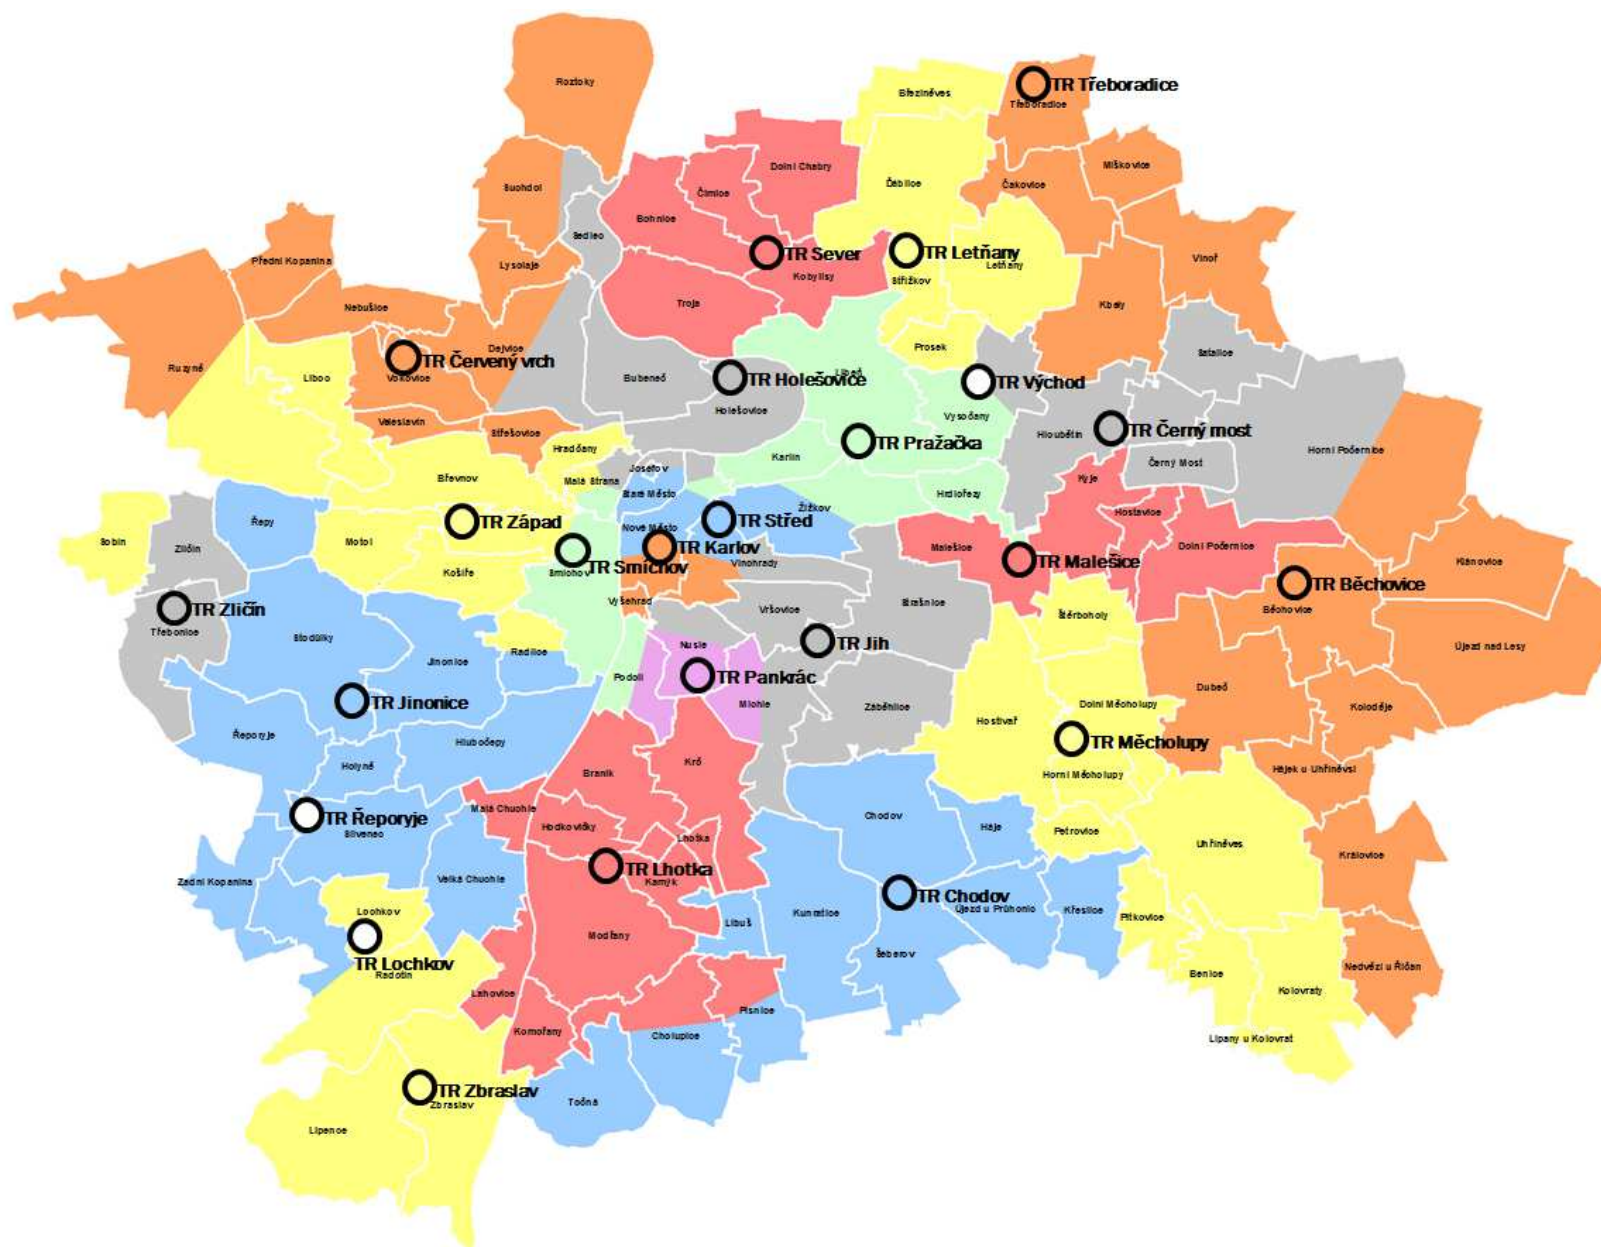 Roztoky
TR Třeboradice
Třeboradice
Březiněves
Dolní Chabry
Ďáblice
Miškovice
Čakovice
Suchdol
Čimice
Bohnice
Sedlec
TR Sever
Kobylisy
TR Letňany
Letňany
Střížkov
Vinoř
Přední Kopanina
Lysolaje
Nebušice
Troja
Kbely
Prosek
Satalice
Ruzyně
Liboc
TR Červený vrch
Dejvice
Vokovice
Bubeneč
TR Holešovice
Holešovice
Libeň
TR Východ
Vysočany
Veleslavín
Střešovice
TR Pražačka
Hloubětín
TR Černý most
Černý Most
Horní Počernice
Hradčany
Břevnov
Malá Strana
Josefov
Staré Město
Karlín
Hrdlořezy
Kyje
Hostavice
Žižkov
Řepy
Sobín
Zličín
Motol
TR Západ
Košíře
Nové Město
TR Střed
TR Karlov
Vinohrady
TR Smíchov
Smíchov
Malešice
TR Malešice
Dolní Počernice
Klánovice
TR Běchovice
Běchovice
TR Zličín
Třebonice
Vyšehrad
Vršovice
Strašnice
Štěrboholy
Stodůlky
Jinonice
Radlice
Podolí
Nusle
TR Jih
TR Pankrác
Michle
Záběhlice
Újezd nad Lesy
Dubeč
Koloděje
TR Jinonice
Řeporyje
Hlubočepy
Holyně
Hostivař
Dolní Měcholupy
TR Měcholupy
Horní Měcholupy
Hájek u Uhříněvsi
Braník
Krč
Malá Chuchle
Hodkovičky
Lhotka
TR Řeporyje
Slivenec
Chodov
Háje
Petrovice
Uhříněves
Královice
TR Lhotka
Kamýk
Zadní Kopanina
Velká Chuchle
Lochkov
TR Lochkov
Radotín
Modřany
Libuš
Kunratice
TR Chodov
Újezd u Průhonic
Křeslice
Pitkovice
Šeberov
Benice
Kolovraty
Nedvězí u Říčan
Lipany u Kolovrat
Lahovice
Komořany
Cholupice
Písnice
TR Zbraslav
Zbraslav
Točná
Lipence